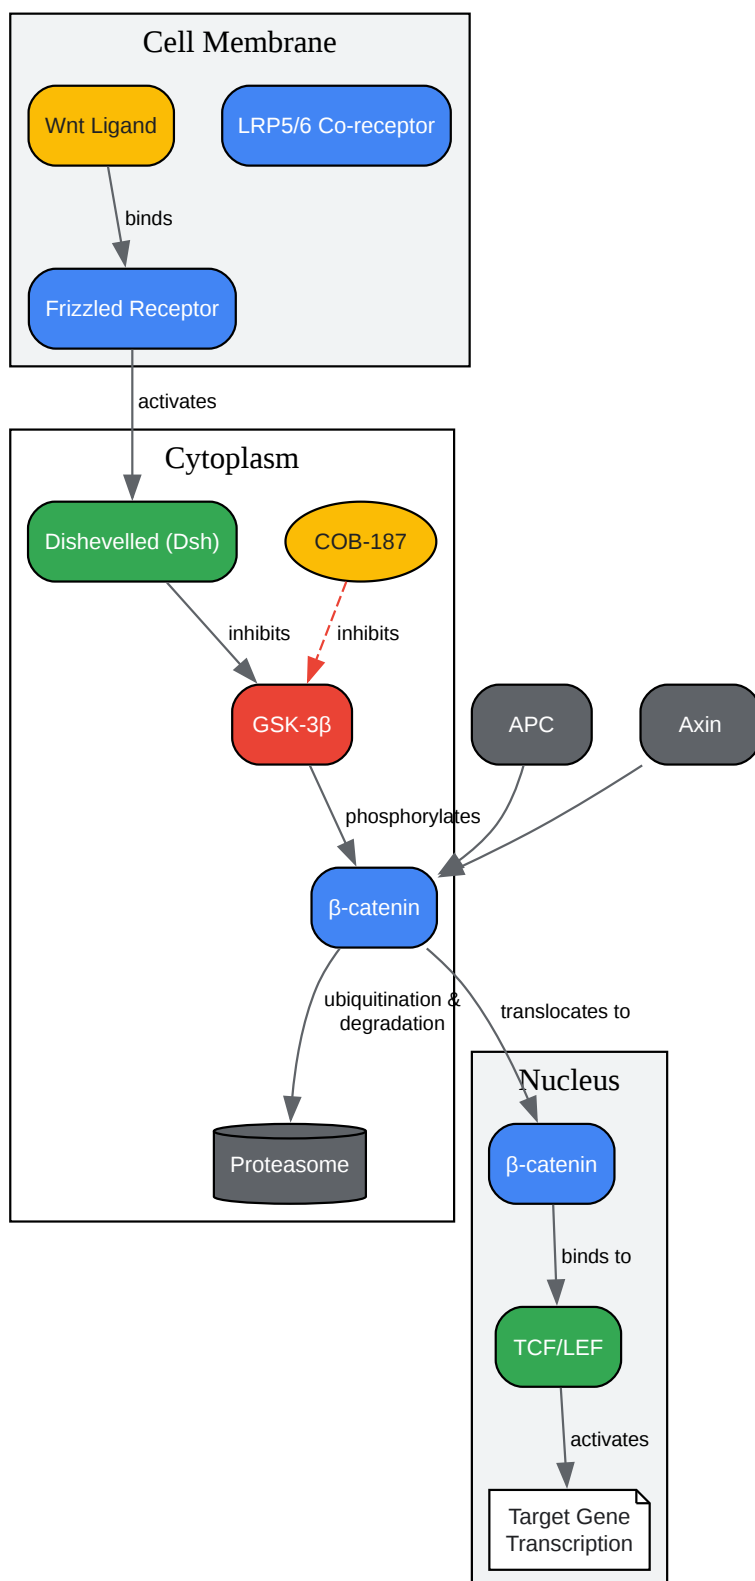 Cell Membrane
Wnt Ligand
LRP5/6 Co-receptor
binds
Frizzled Receptor
activates
Cytoplasm
Dishevelled (Dsh)
COB-187
inhibits
inhibits
GSK-3β
APC
Axin
phosphorylates
β-catenin
ubiquitination &
degradation
translocates to
Nucleus
Proteasome
β-catenin
binds to
TCF/LEF
activates
Target Gene
Transcription